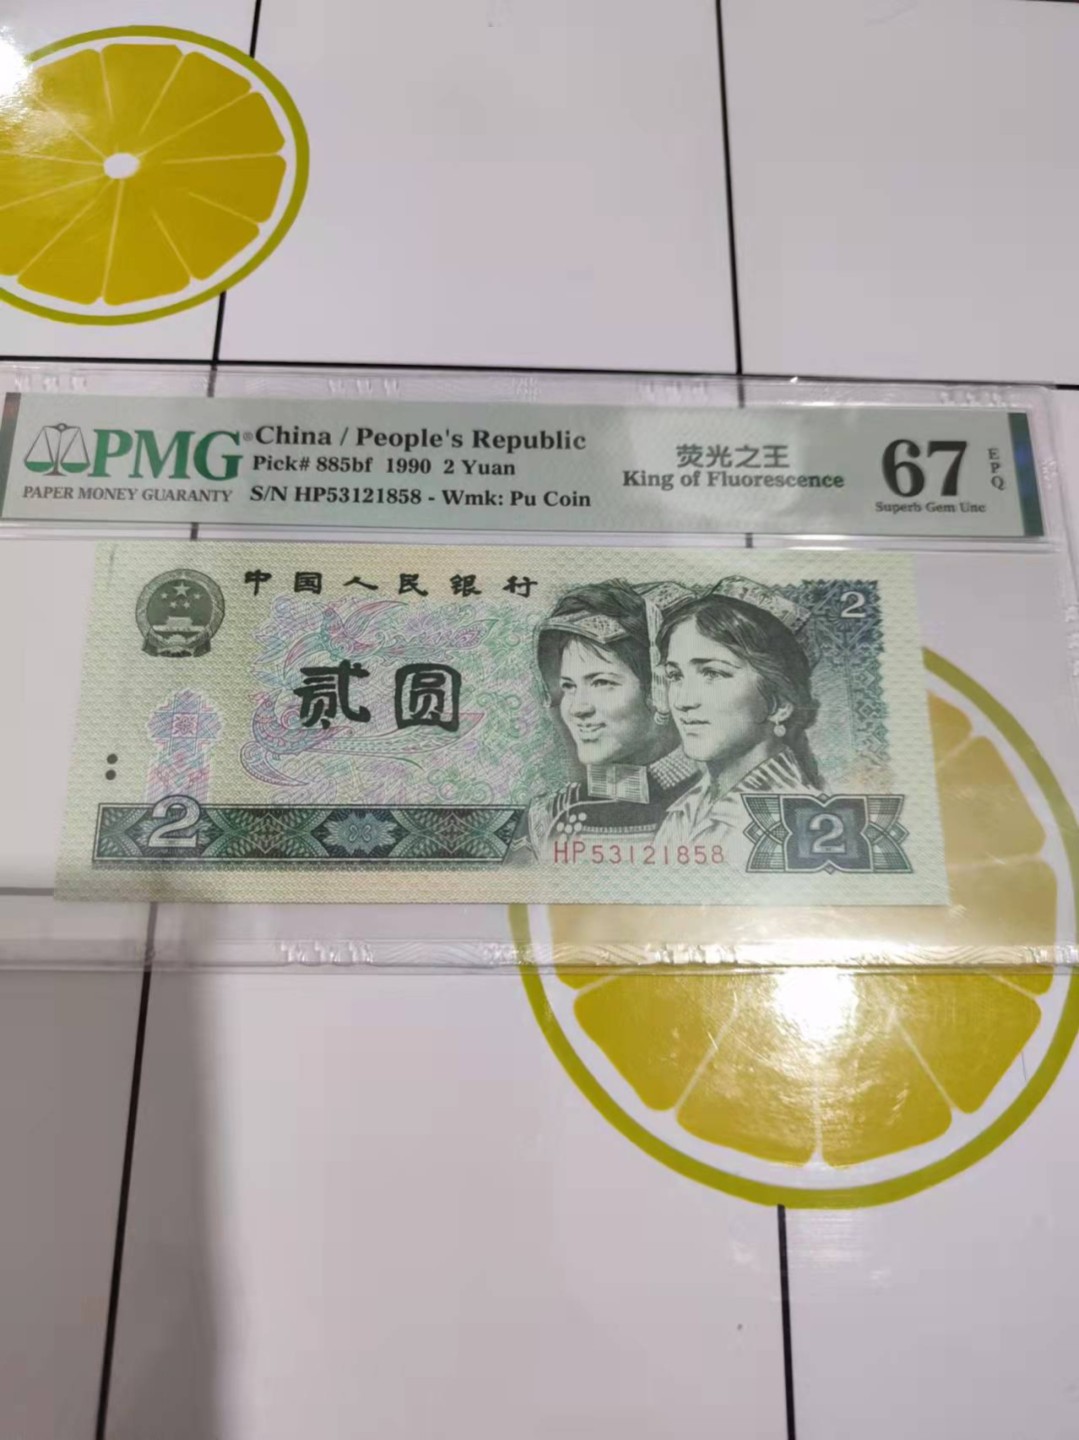 PMG® China / People's Republic
PAPER MONEY GUARANTY
Pick# 885bf 1990 2 Yuan
S/N HP53121858 - Wmk: Pu Coin
荧光之王
King of Fluorescence
67 EPQ
Superb Gem Unc
中国人民银行
2
贰圆
2
HP53121858
2